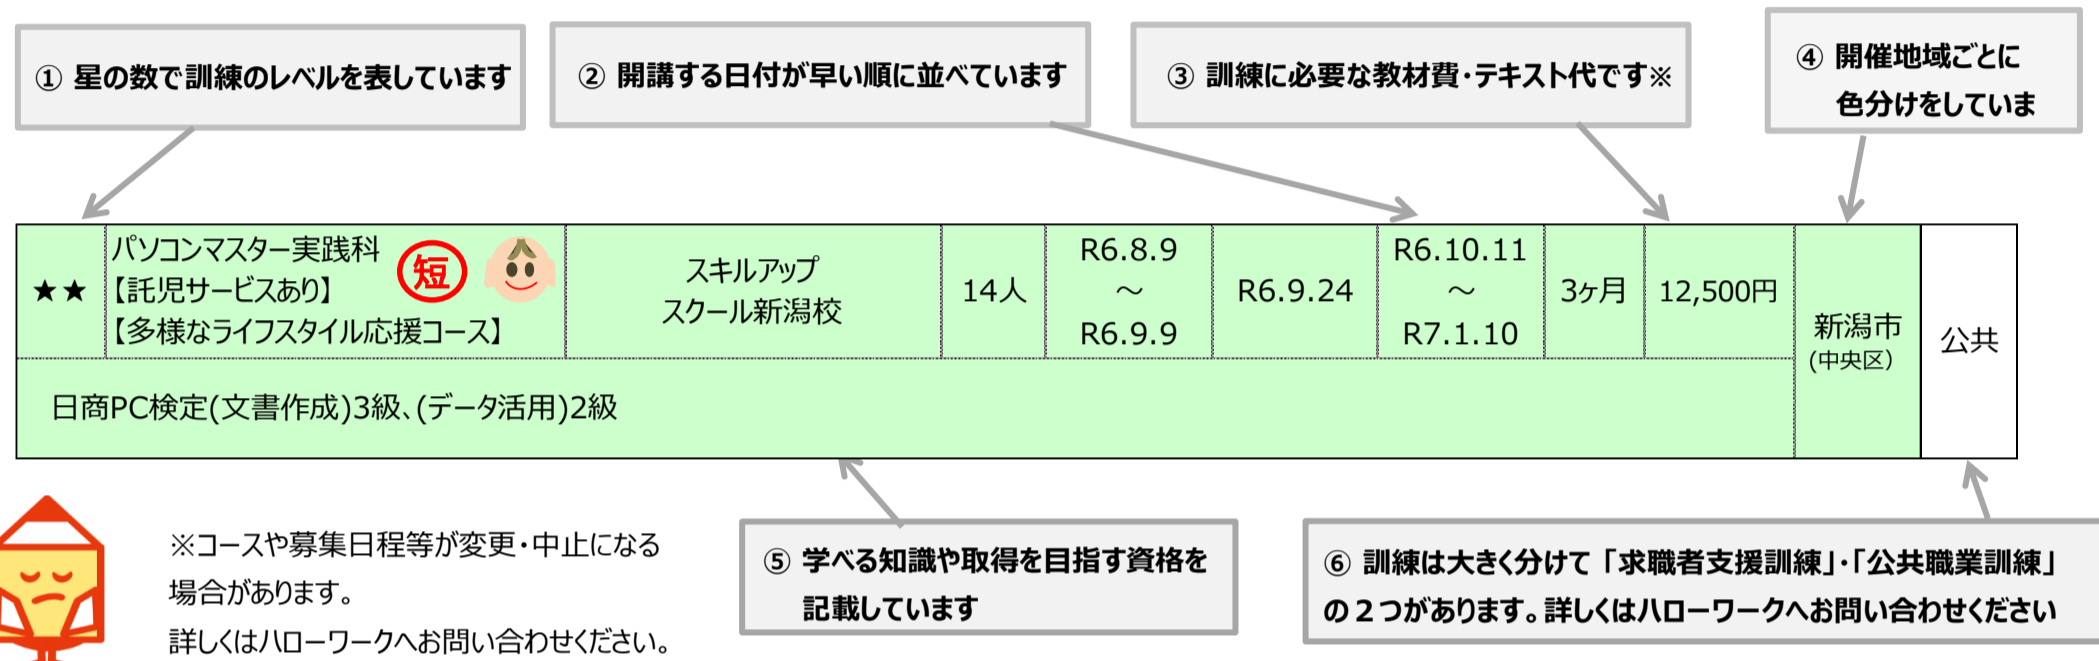 ① 星の数で訓練のレベルを表しています
② 開講する日付が早い順に並べています
③ 訓練に必要な教材費・テキスト代です※
④ 開催地域ごとに
色分けをしていま
★★
パソコンマスター実践科
【託児サービスあり】
【多様なライフスタイル応援コース】
短
スキルアップ
スクール新潟校
14人
R6.8.9
～
R6.9.9
R6.9.24
R6.10.11
～
R7.1.10
3ヶ月
12,500円
新潟市
(中央区）
公共
日商PC検定(文書作成)3級、(データ活用)2級
※コースや募集日程等が変更・中止になる
場合があります。
詳しくはハローワークへお問い合わせください。
⑤ 学べる知識や取得を目指す資格を
記載しています
⑥ 訓練は大きく分けて「求職者支援訓練」・「公共職業訓練」
の２つがあります。詳しくはハローワークへお問い合わせください